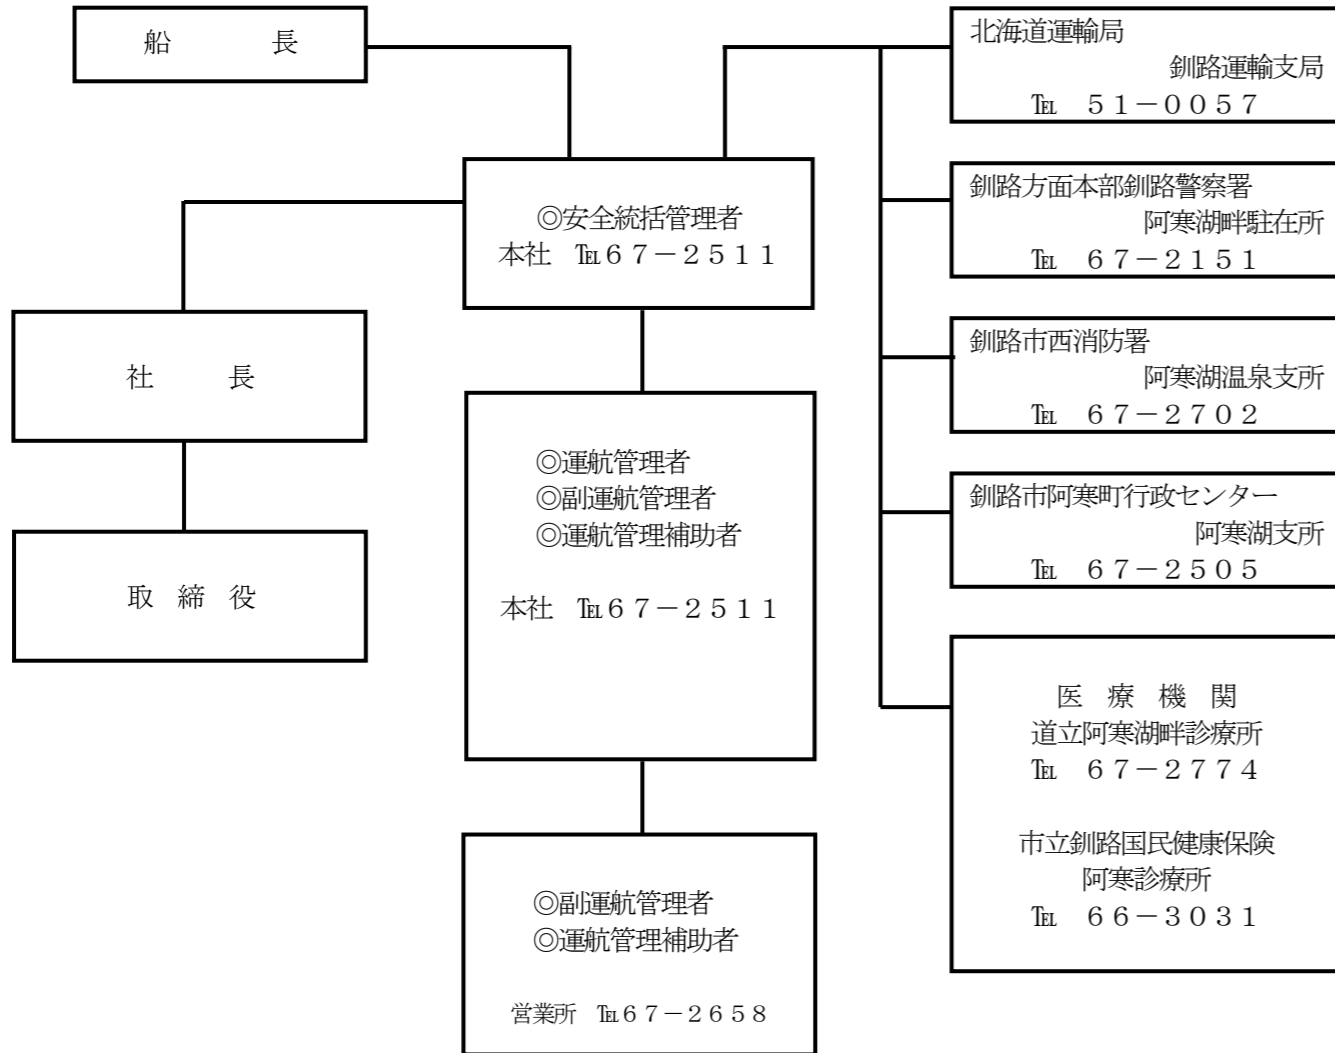 船　　　長
北海道運輸局
釧路運輸支局
℡　５１－００５７
◎安全統括管理者
本社　℡６７－２５１１
釧路方面本部釧路警察署
阿寒湖畔駐在所
℡　６７－２１５１
社　　長
釧路市西消防署
阿寒湖温泉支所
℡　６７－２７０２
◎運航管理者
◎副運航管理者
◎運航管理補助者
本社　℡６７－２５１１
釧路市阿寒町行政センター
阿寒湖支所
℡　６７－２５０５
取　締　役
医　療　機　関
道立阿寒湖畔診療所
℡　６７－２７７４
市立釧路国民健康保険
阿寒診療所
℡　６６－３０３１
◎副運航管理者
◎運航管理補助者
営業所　℡６７－２６５８